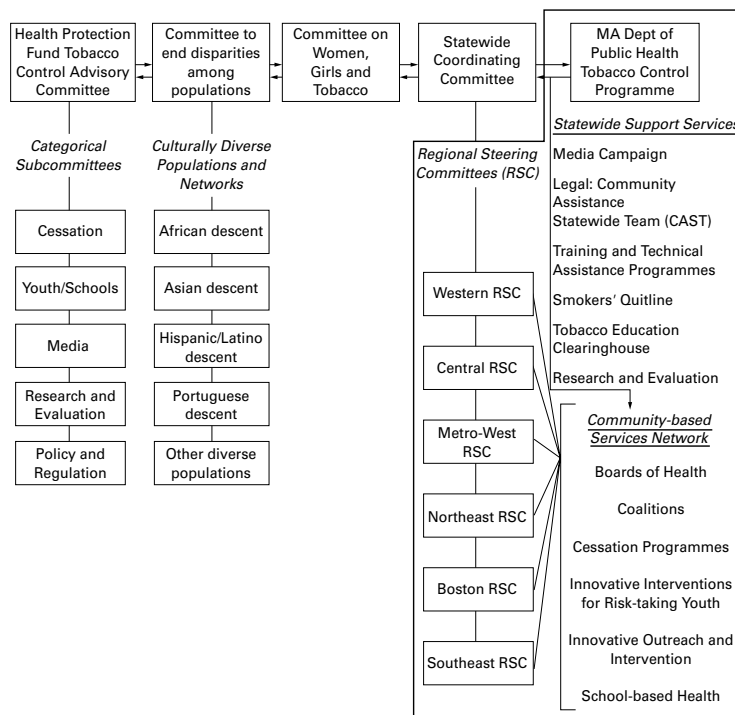 Health Protection
Fund Tobacco
Control Advisory
Committee
Committee to
end disparities
among
populations
Committee on
Women,
Girls and
Tobacco
Statewide
Coordinating
Committee
MA Dept of
Public Health
Tobacco Control
Programme
Categorical
Subcommittees
Cessation
Youth/Schools
Media
Research and
Evaluation
Policy and
Regulation
Culturally Diverse
Populations and
Networks
African descent
Asian descent
Hispanic/Latino
descent
Portuguese
descent
Other diverse
populations
Regional Steering
Committees (RSC)
Western RSC
Central RSC
Metro-West
RSC
Northeast RSC
Boston RSC
Southeast RSC
Statewide Support Services
Media Campaign
Legal: Community
Assistance
Statewide Team (CAST)
Training and Technical
Assistance Programmes
Smokers' Quitline
Tobacco Education
Clearinghouse
Research and Evaluation
Community-based
Services Network
Boards of Health
Coalitions
Cessation Programmes
Innovative Interventions
for Risk-taking Youth
Innovative Outreach and
Intervention
School-based Health